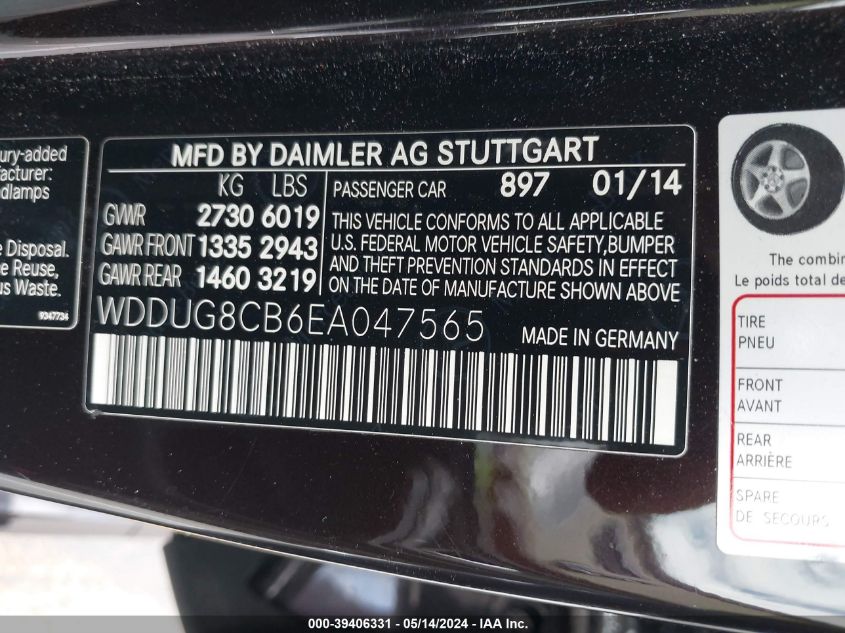 ury-added
facturer:
adlamps
Disposal.
e Reuse,
us Waste.
9347736
MFD BY DAIMLER AG STUTTGART
KG LBS
GVWR 2730 6019
GAWR FRONT 1335 2943
GAWR REAR 1460 3219
PASSENGER CAR 897 01/14
THIS VEHICLE CONFORMS TO ALL APPLICABLE
U.S. FEDERAL MOTOR VEHICLE SAFETY, BUMPER
AND THEFT PREVENTION STANDARDS IN EFFECT
ON THE DATE OF MANUFACTURE SHOWN ABOVE
WDDUG8CB6EA047565
MADE IN GERMANY
The combin
Le poids total de
TIRE
PNEU
FRONT
AVANT
REAR
ARRIÈRE
SPARE
DE SECOURS
000-39406331 / 05/14/2024 / IAA Inc.